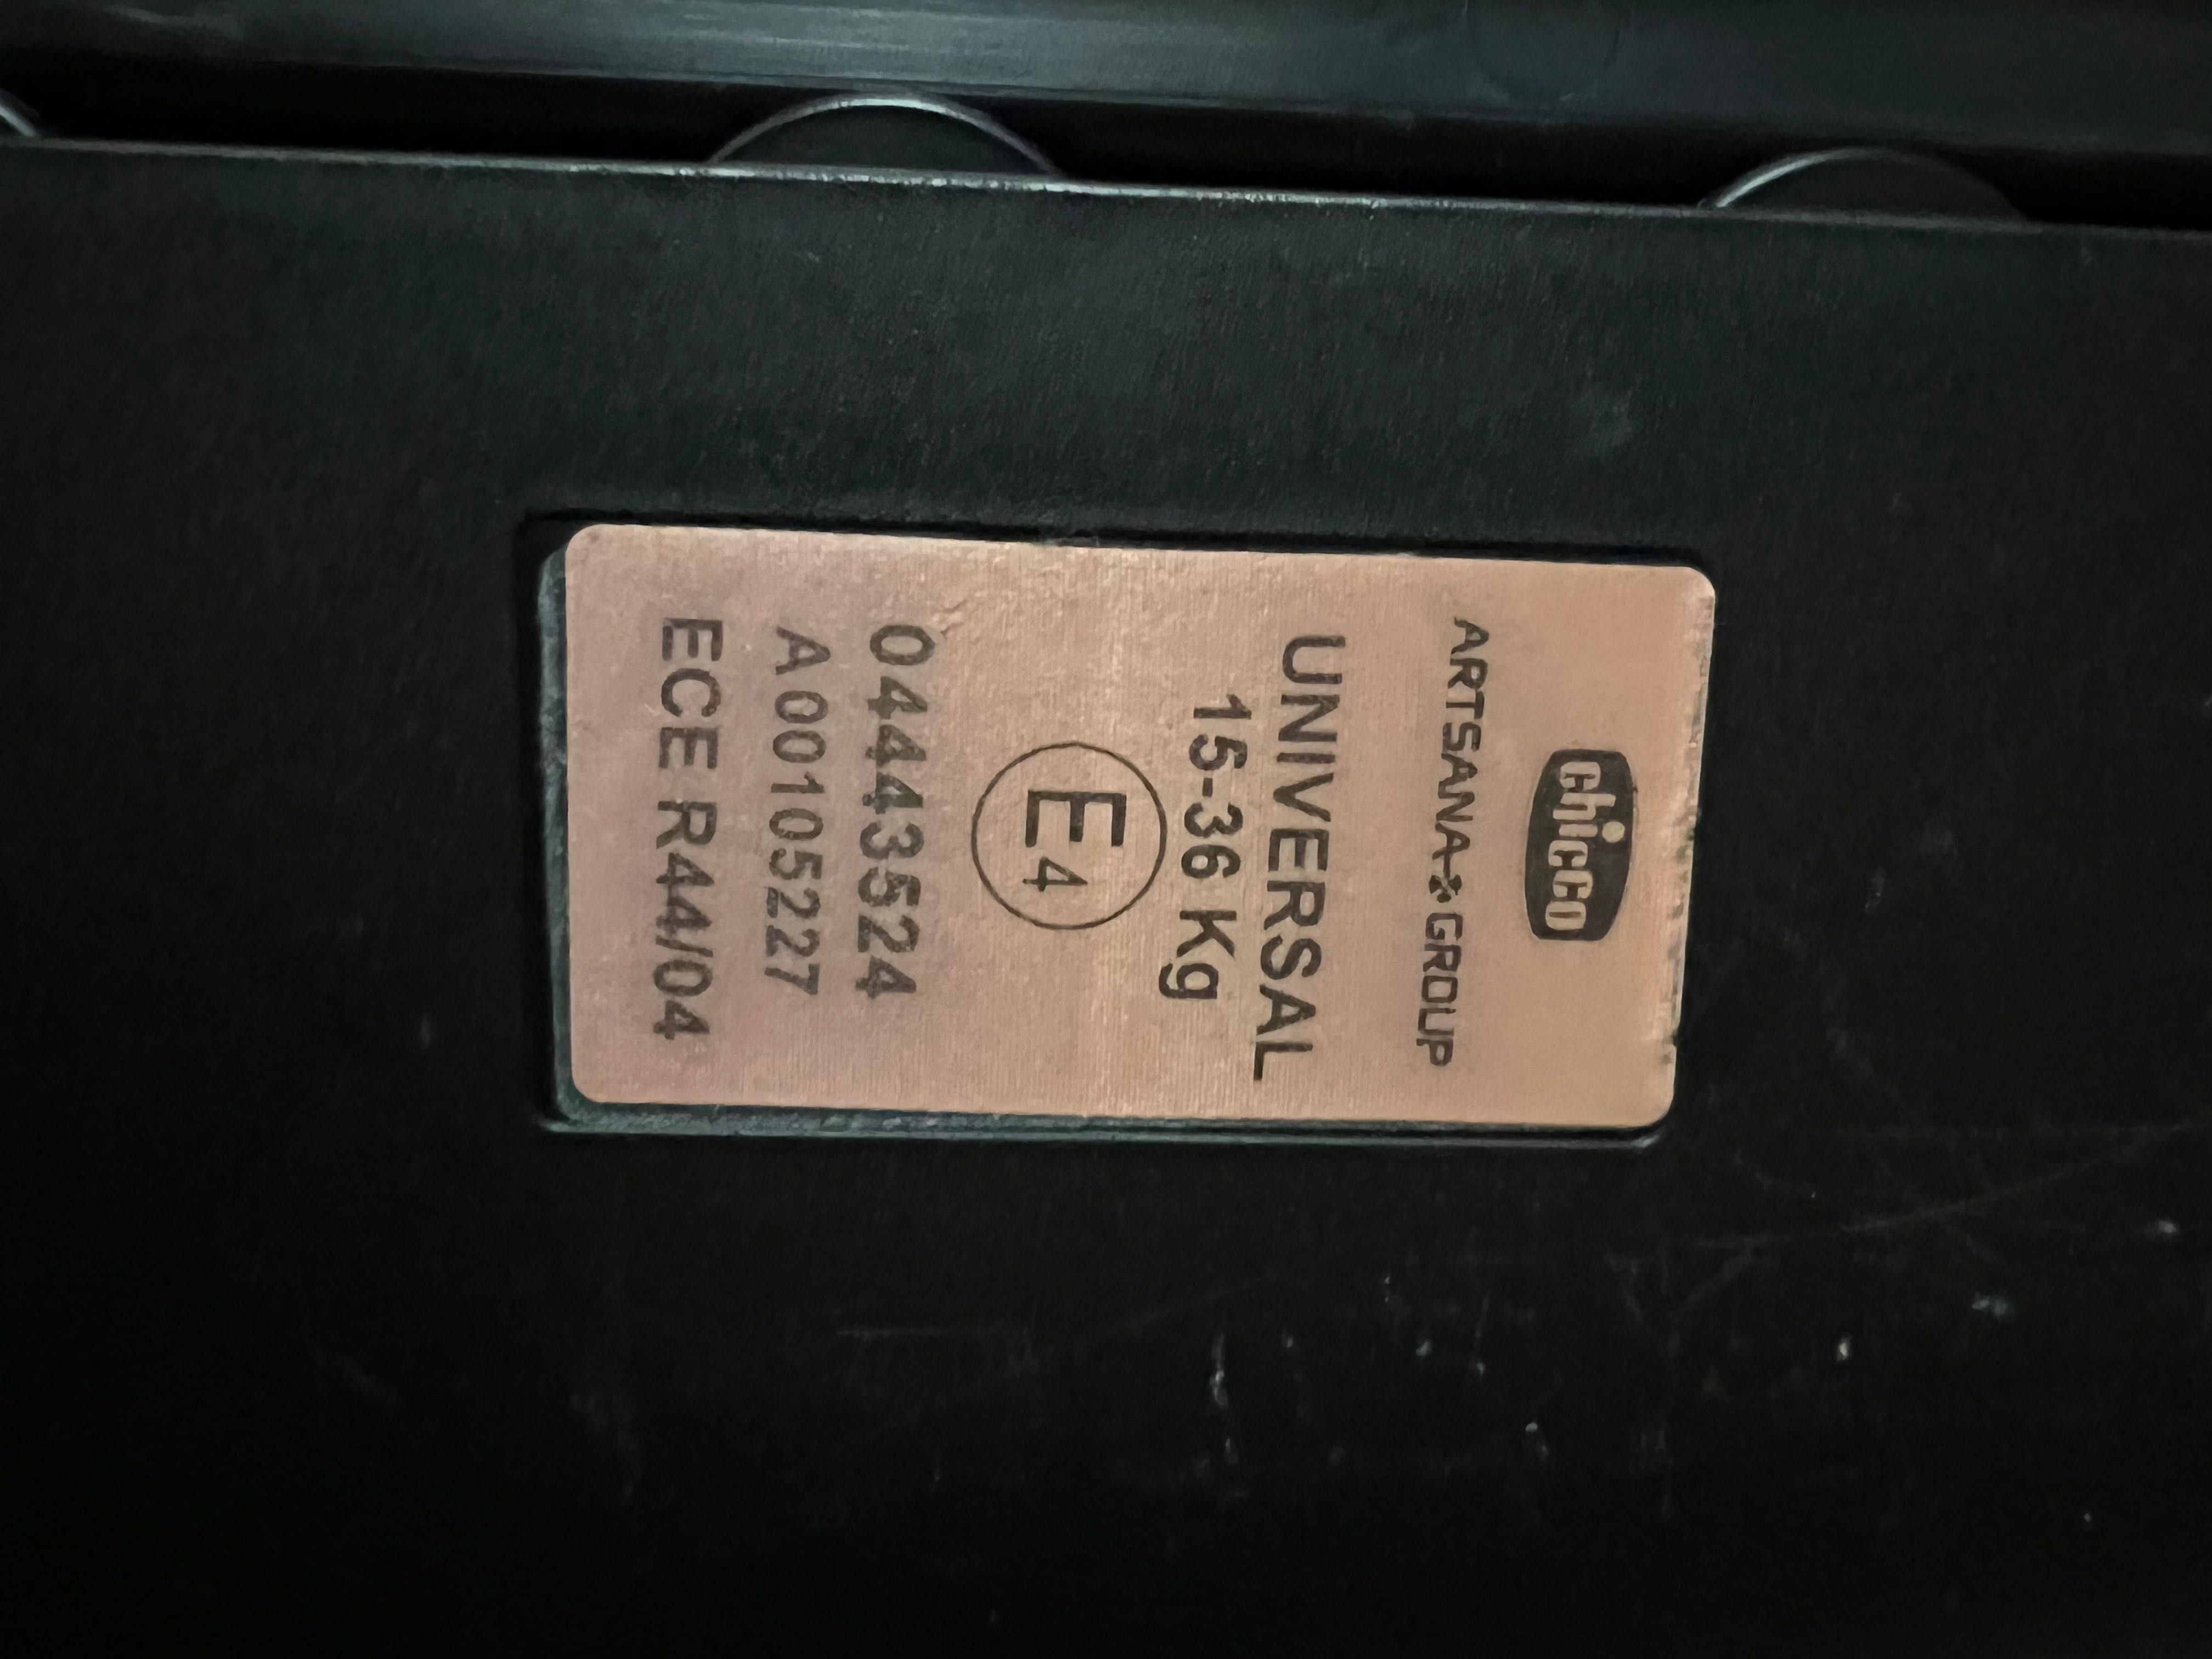 chicco
ARTSANA GROUP
UNIVERSAL
15-36 Kg
E4
04443524
A00105227
ECE R44/04